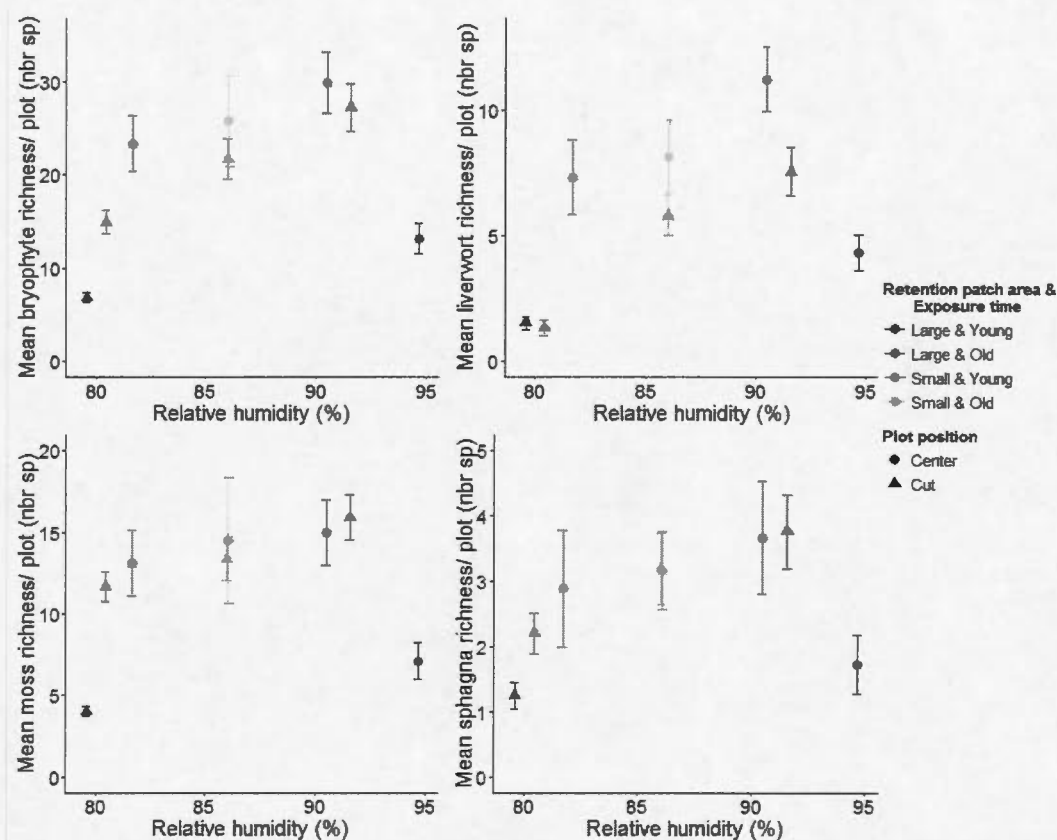 Mean bryophyte richness/ plot (nbr sp)
30
20
10
0
80 85 90 95
Relative humidity (%)
Mean liverwort richness/ plot (nbr sp)
10
5
0
80 85 90 95
Relative humidity (%)
Mean moss richness/ plot (nbr sp)
20
15
10
5
0
80 85 90 95
Relative humidity (%)
Mean sphagna richness/ plot (nbr sp)
5
4
3
2
1
0
80 85 90 95
Relative humidity (%)
Retention patch area &
Exposure time
Large & Young
Large & Old
Small & Young
Small & Old
Plot position
Center
Cut